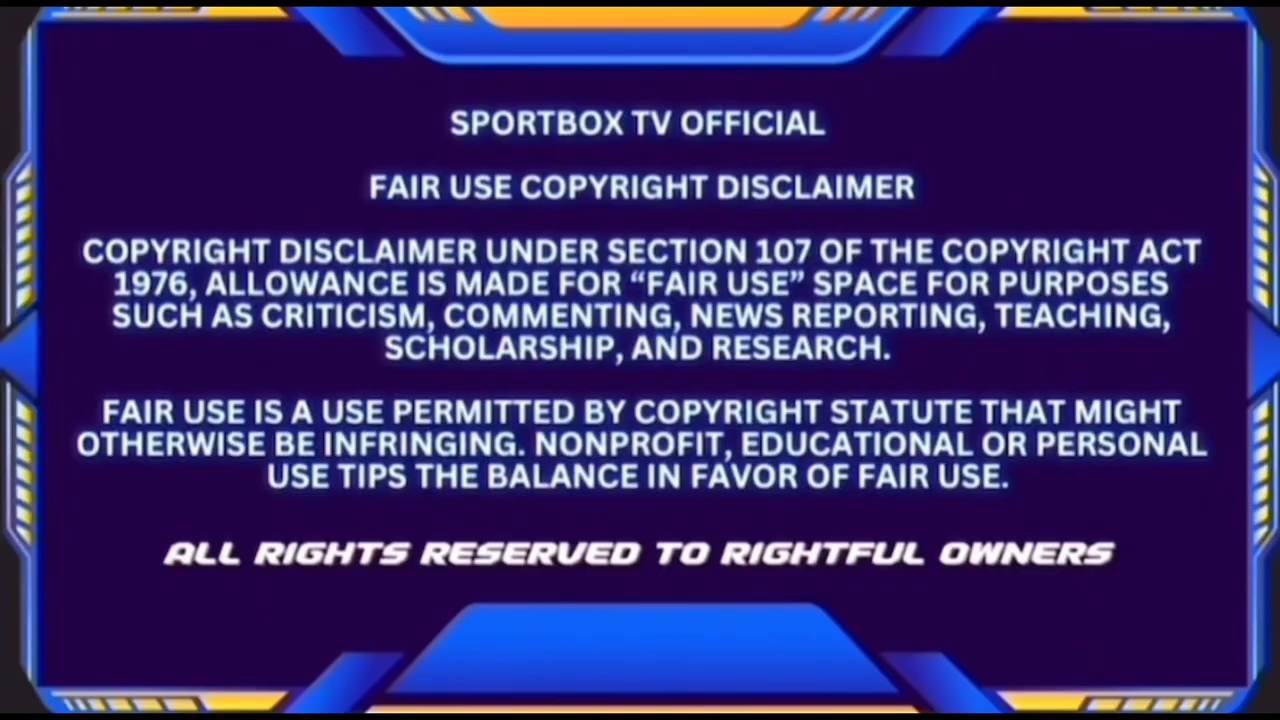 SPORTBOX TV OFFICIAL
FAIR USE COPYRIGHT DISCLAIMER
COPYRIGHT DISCLAIMER UNDER SECTION 107 OF THE COPYRIGHT ACT
1976, ALLOWANCE IS MADE FOR “FAIR USE” SPACE FOR PURPOSES
SUCH AS CRITICISM, COMMENTING, NEWS REPORTING, TEACHING,
SCHOLARSHIP, AND RESEARCH.
FAIR USE IS A USE PERMITTED BY COPYRIGHT STATUTE THAT MIGHT
OTHERWISE BE INFRINGING. NONPROFIT, EDUCATIONAL OR PERSONAL
USE TIPS THE BALANCE IN FAVOR OF FAIR USE.
ALL RIGHTS RESERVED TO RIGHTFUL OWNERS